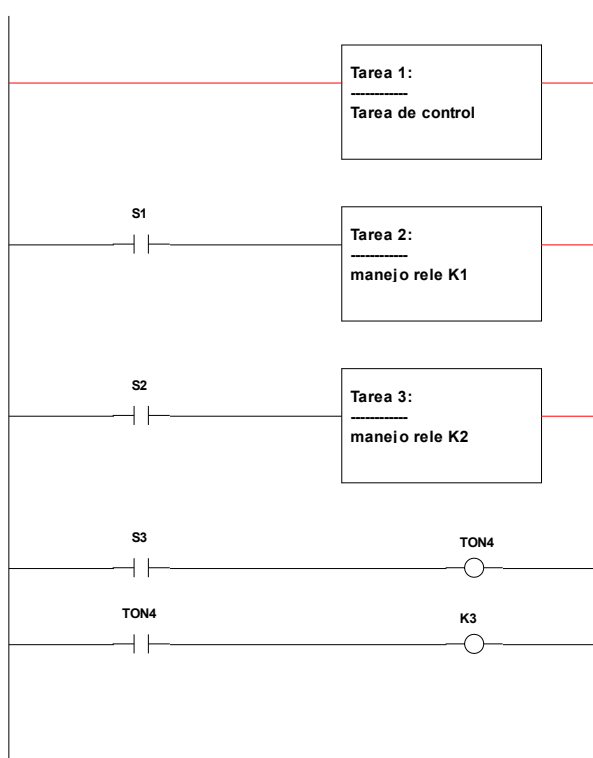 Tarea 1:
------------
Tarea de control
S1
Tarea 2:
------------
manejo rele K1
S2
Tarea 3:
------------
manejo rele K2
S3
TON4
TON4
K3